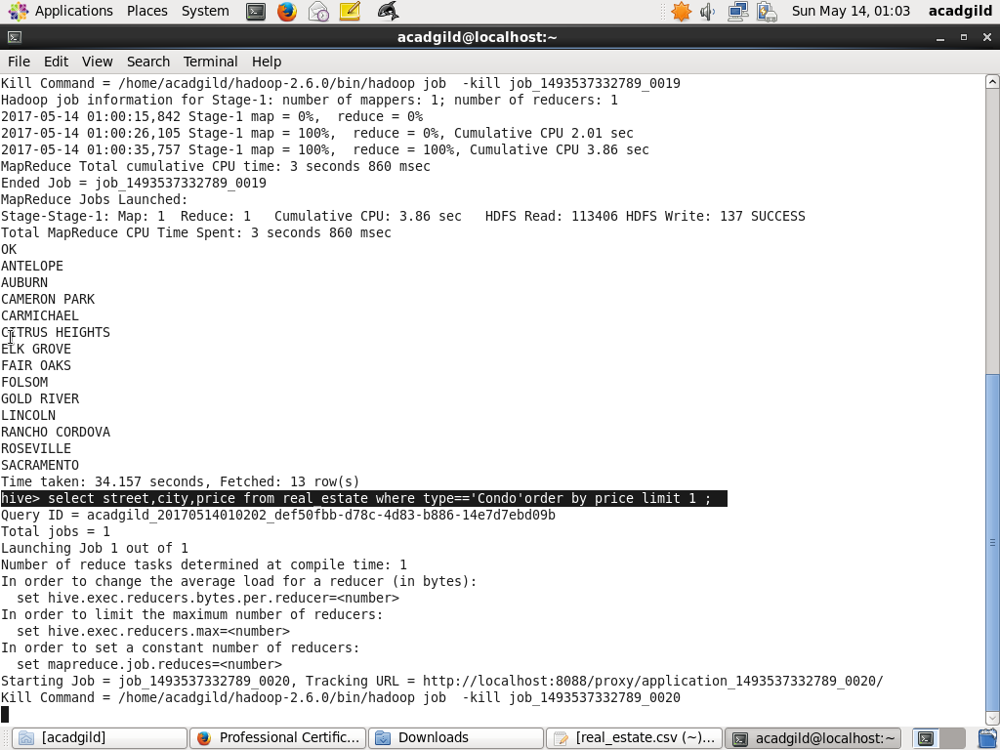 Applications Places System Sun May 14, 01:03 acadgild
acadgild@localhost:~
File Edit View Search Terminal Help
Kill Command = /home/acadgild/hadoop-2.6.0/bin/hadoop job  -kill job_1493537332789_0019
Hadoop job information for Stage-1: number of mappers: 1; number of reducers: 1
2017-05-14 01:00:15,842 Stage-1 map = 0%,  reduce = 0%
2017-05-14 01:00:26,105 Stage-1 map = 100%,  reduce = 0%, Cumulative CPU 2.01 sec
2017-05-14 01:00:35,757 Stage-1 map = 100%,  reduce = 100%, Cumulative CPU 3.86 sec
MapReduce Total cumulative CPU time: 3 seconds 860 msec
Ended Job = job_1493537332789_0019
MapReduce Jobs Launched:
Stage-Stage-1: Map: 1  Reduce: 1   Cumulative CPU: 3.86 sec   HDFS Read: 113406 HDFS Write: 137 SUCCESS
Total MapReduce CPU Time Spent: 3 seconds 860 msec
OK
ANTELOPE
AUBURN
CAMERON PARK
CARMICHAEL
CITRUS HEIGHTS
ELK GROVE
FAIR OAKS
FOLSOM
GOLD RIVER
LINCOLN
RANCHO CORDOVA
ROSEVILLE
SACRAMENTO
Time taken: 34.157 seconds, Fetched: 13 row(s)
hive> select street,city,price from real_estate where type=='Condo'order by price limit 1 ;
Query ID = acadgild_20170514010202_def50fbb-d78c-4d83-b886-14e7d7ebd09b
Total jobs = 1
Launching Job 1 out of 1
Number of reduce tasks determined at compile time: 1
In order to change the average load for a reducer (in bytes):
  set hive.exec.reducers.bytes.per.reducer=<number>
In order to limit the maximum number of reducers:
  set hive.exec.reducers.max=<number>
In order to set a constant number of reducers:
  set mapreduce.job.reduces=<number>
Starting Job = job_1493537332789_0020, Tracking URL = http://localhost:8088/proxy/application_1493537332789_0020/
Kill Command = /home/acadgild/hadoop-2.6.0/bin/hadoop job  -kill job_1493537332789_0020
[acadgild] Professional Certific... Downloads [real_estate.csv (~)... acadgild@localhost:~